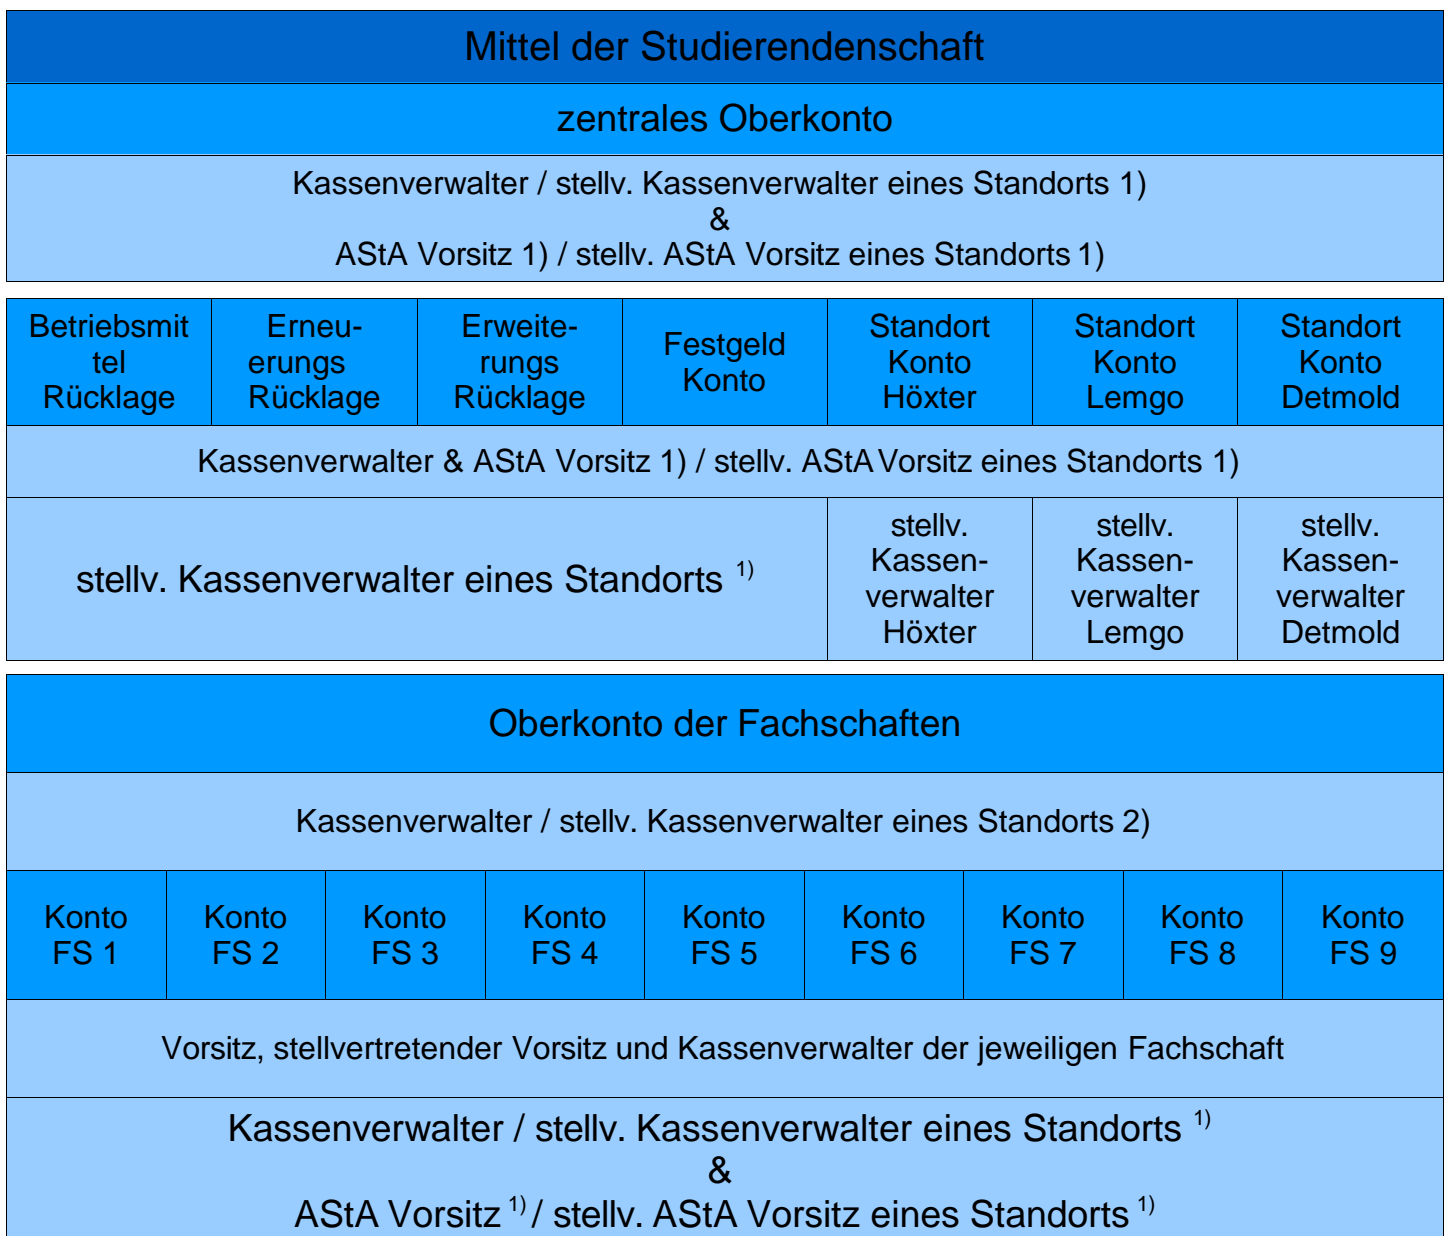 Mittel der Studierendenschaft
zentrales Oberkonto
Kassenverwalter / stellv. Kassenverwalter eines Standorts 1)
&
AStA Vorsitz 1) / stellv. AStA Vorsitz eines Standorts 1)
Betriebsmit
tel
Rücklage
Erneu-
erungs
Rücklage
Erweite-
rungs
Rücklage
Festgeld
Konto
Standort
Konto
Höxter
Standort
Konto
Lemgo
Standort
Konto
Detmold
Kassenverwalter & AStA Vorsitz 1) / stellv. AStA Vorsitz eines Standorts 1)
stellv. Kassenverwalter eines Standorts 1)
stellv.
Kassen-
verwalter
Höxter
stellv.
Kassen-
verwalter
Lemgo
stellv.
Kassen-
verwalter
Detmold
Oberkonto der Fachschaften
Kassenverwalter / stellv. Kassenverwalter eines Standorts 2)
Konto
FS 1
Konto
FS 2
Konto
FS 3
Konto
FS 4
Konto
FS 5
Konto
FS 6
Konto
FS 7
Konto
FS 8
Konto
FS 9
Vorsitz, stellvertretender Vorsitz und Kassenverwalter der jeweiligen Fachschaft
Kassenverwalter / stellv. Kassenverwalter eines Standorts 1)
&
AStA Vorsitz 1) / stellv. AStA Vorsitz eines Standorts 1)